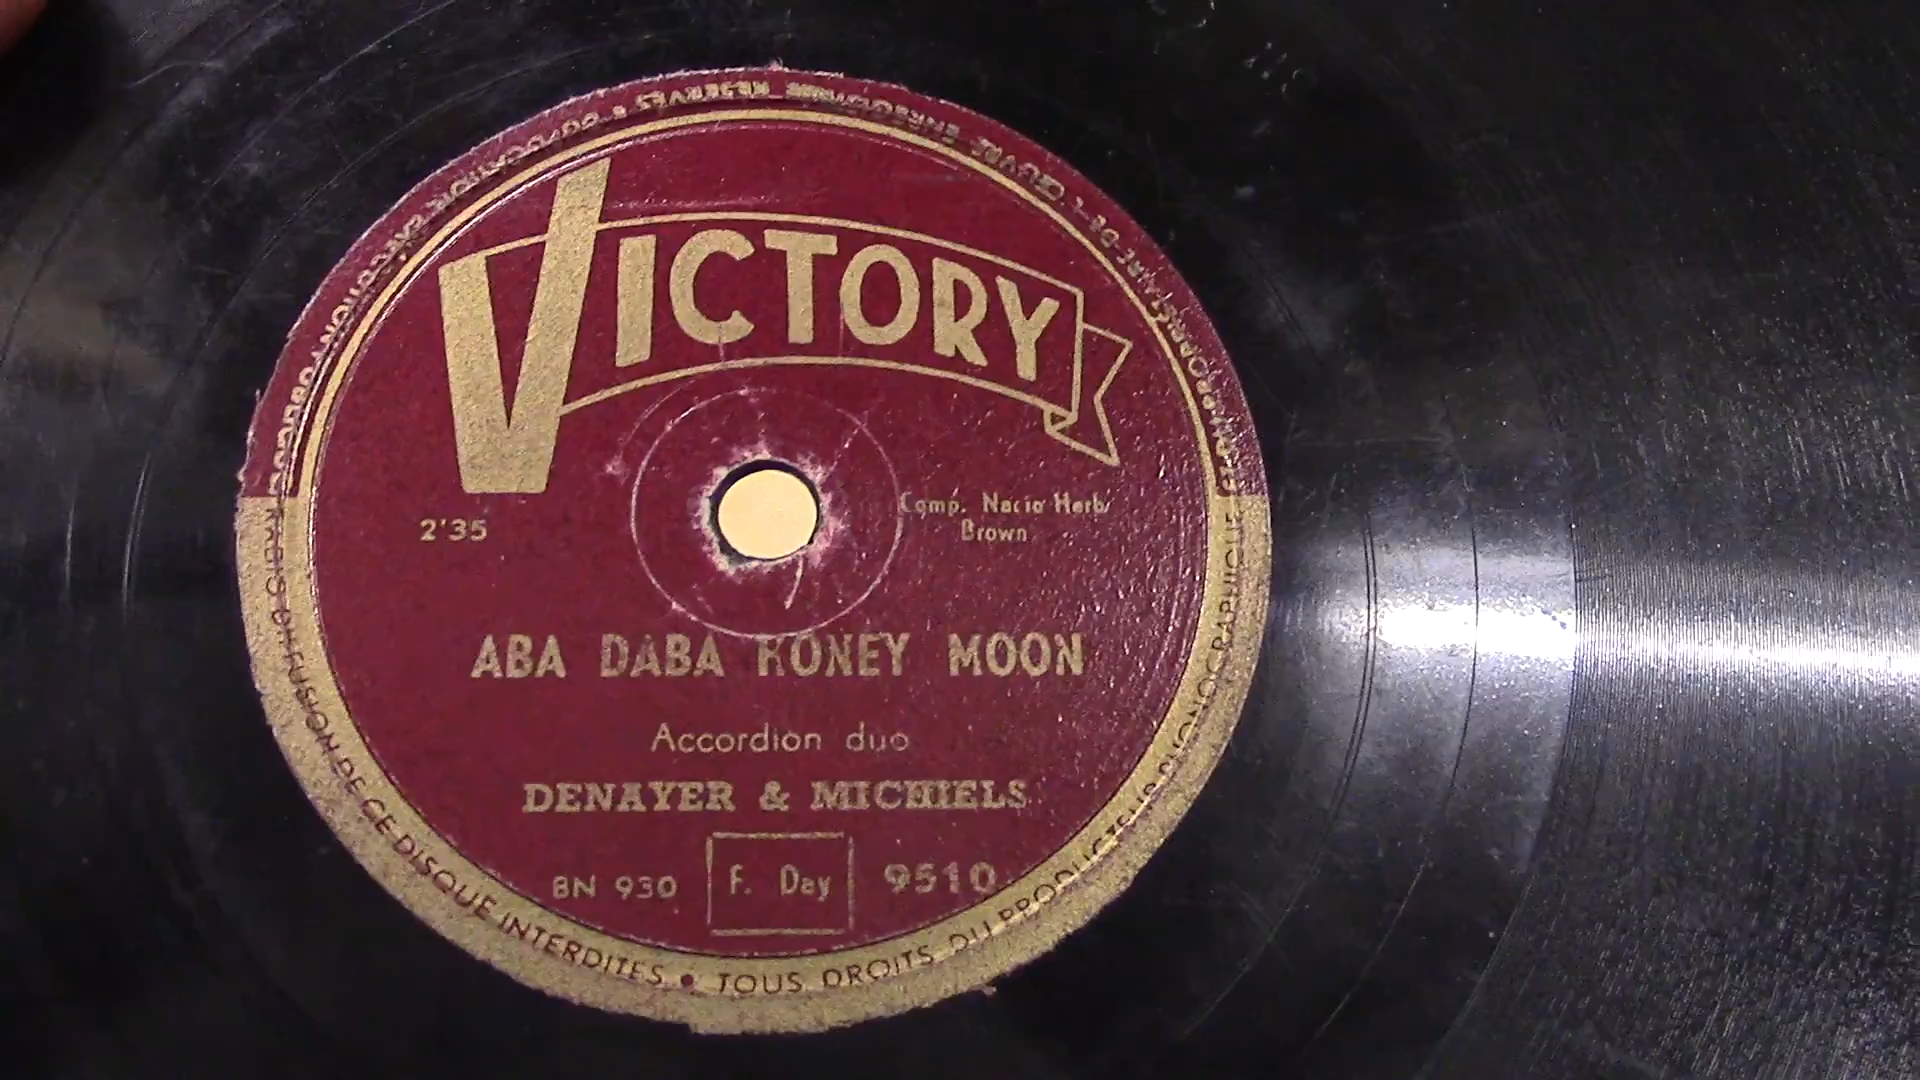 VICTORY
2'35
Comp. Nacio Herb
Brown
ABA DABA HONEY MOON
Accordion duo
DENAYER & MICHIELS
BN 930
F. Day
9510
RADIODIFFUSION DE CE DISQUE INTERDITES • TOUS DROITS DU PRODUCTEUR PHONOGRAPHIQUE